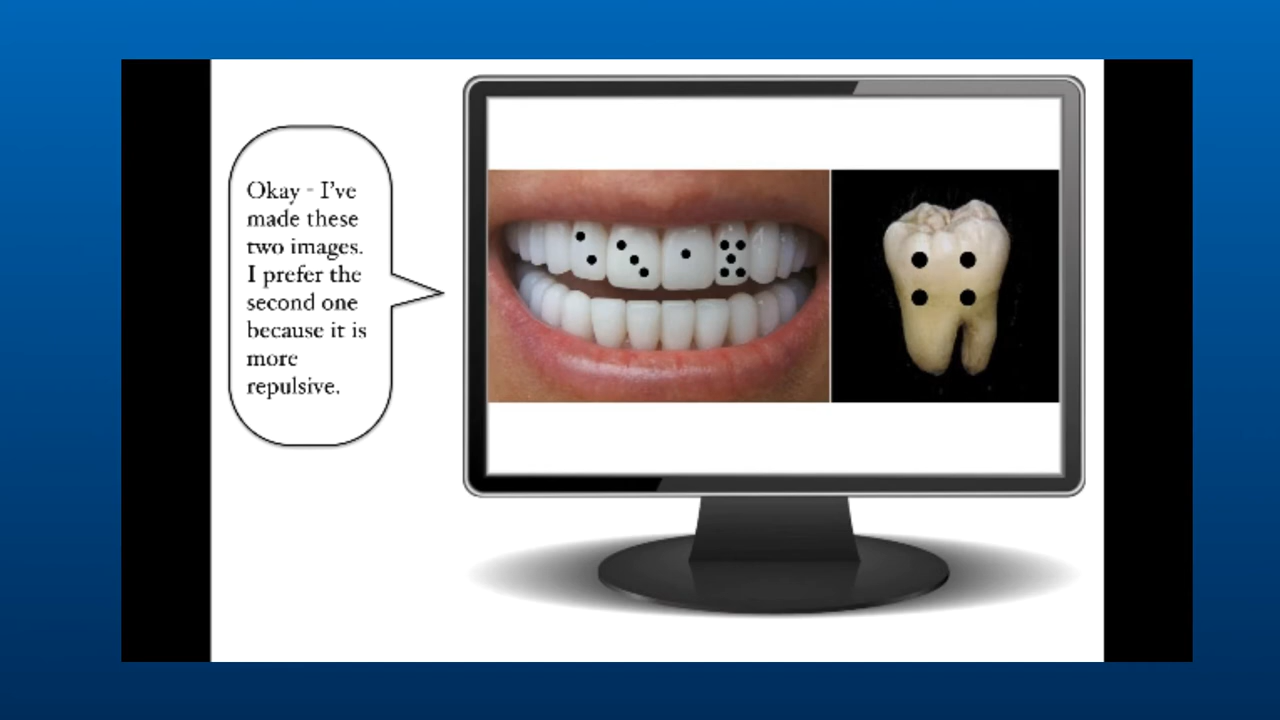 Okay - I've
made these
two images.
I prefer the
second one
because it is
more
repulsive.